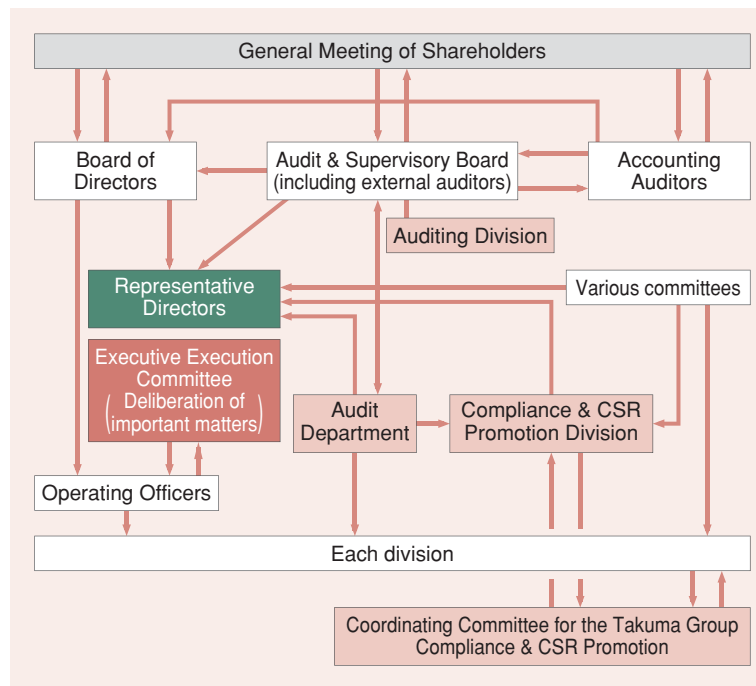 General Meeting of Shareholders
Board of
Directors
Audit & Supervisory Board
(including external auditors)
Accounting
Auditors
Auditing Division
Representative
Directors
Various committees
Executive Execution
Committee
(Deliberation of
important matters)
Audit
Department
Compliance & CSR
Promotion Division
Operating Officers
Each division
Coordinating Committee for the Takuma Group
Compliance & CSR Promotion